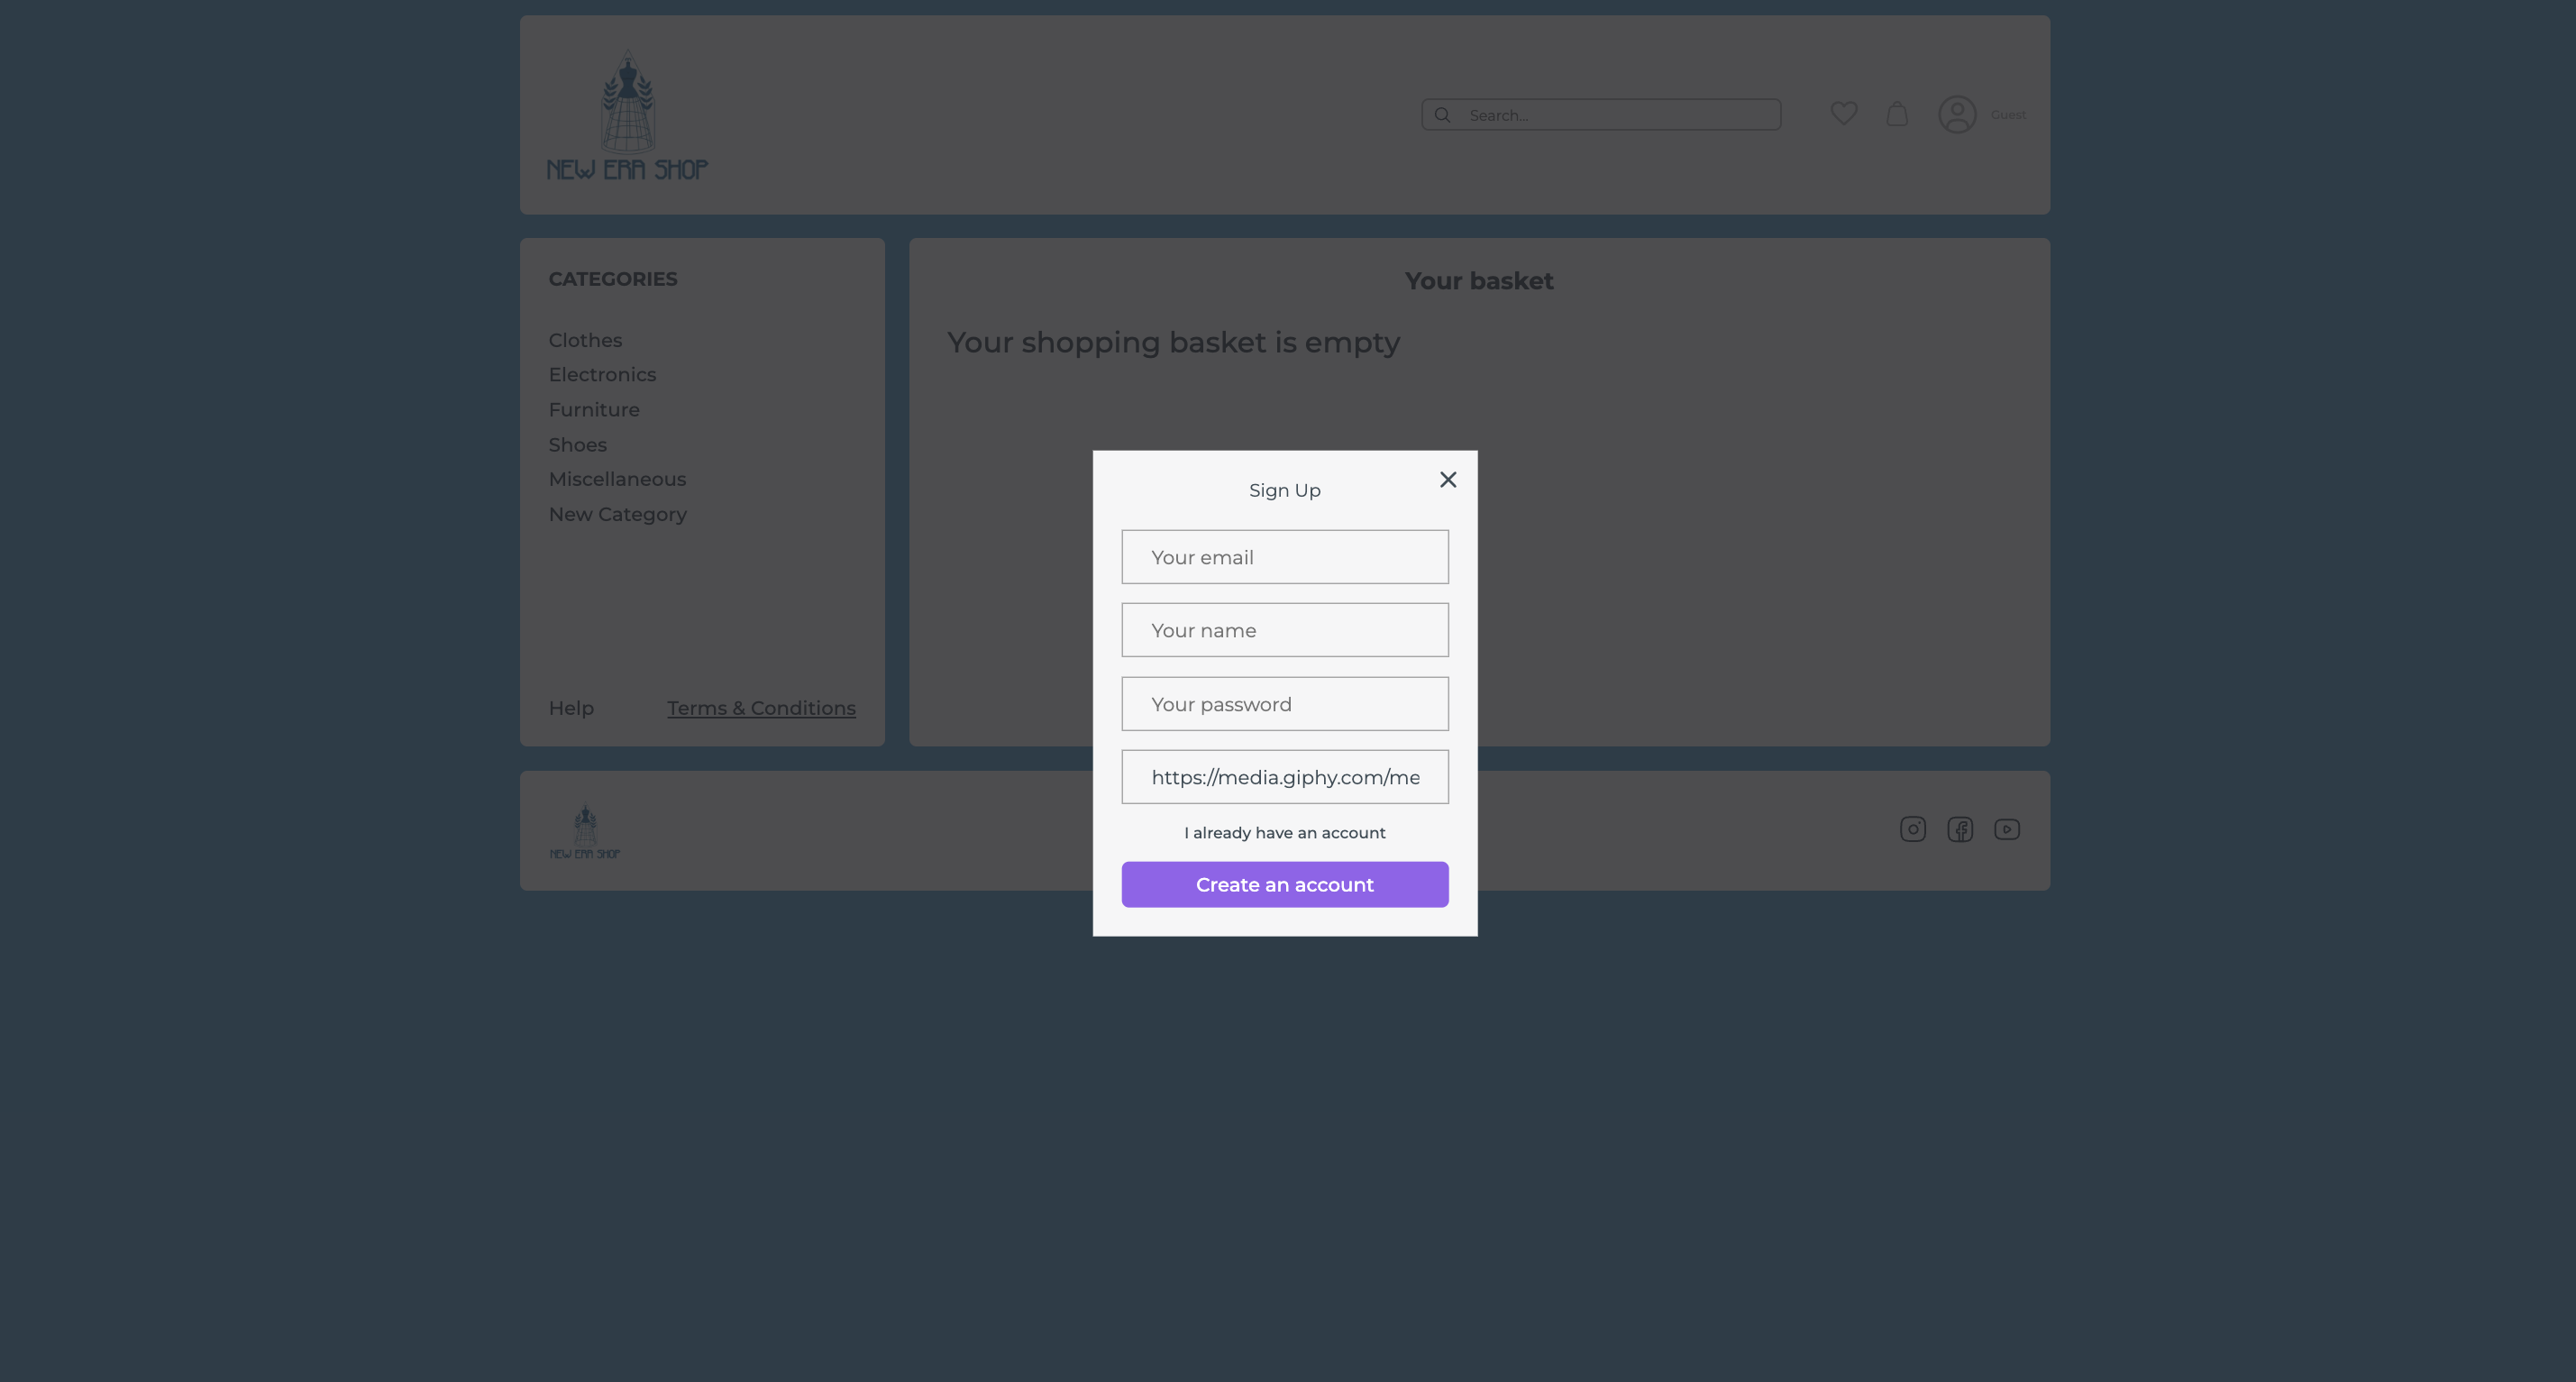 NEW ERA SHOP
Search...
Guest
CATEGORIES
Clothes
Electronics
Furniture
Shoes
Miscellaneous
New Category
Help
Terms & Conditions
Your basket
Your shopping basket is empty
Sign Up
Your email
Your name
Your password
https://media.giphy.com/me
I already have an account
Create an account
NEW ERA SHOP